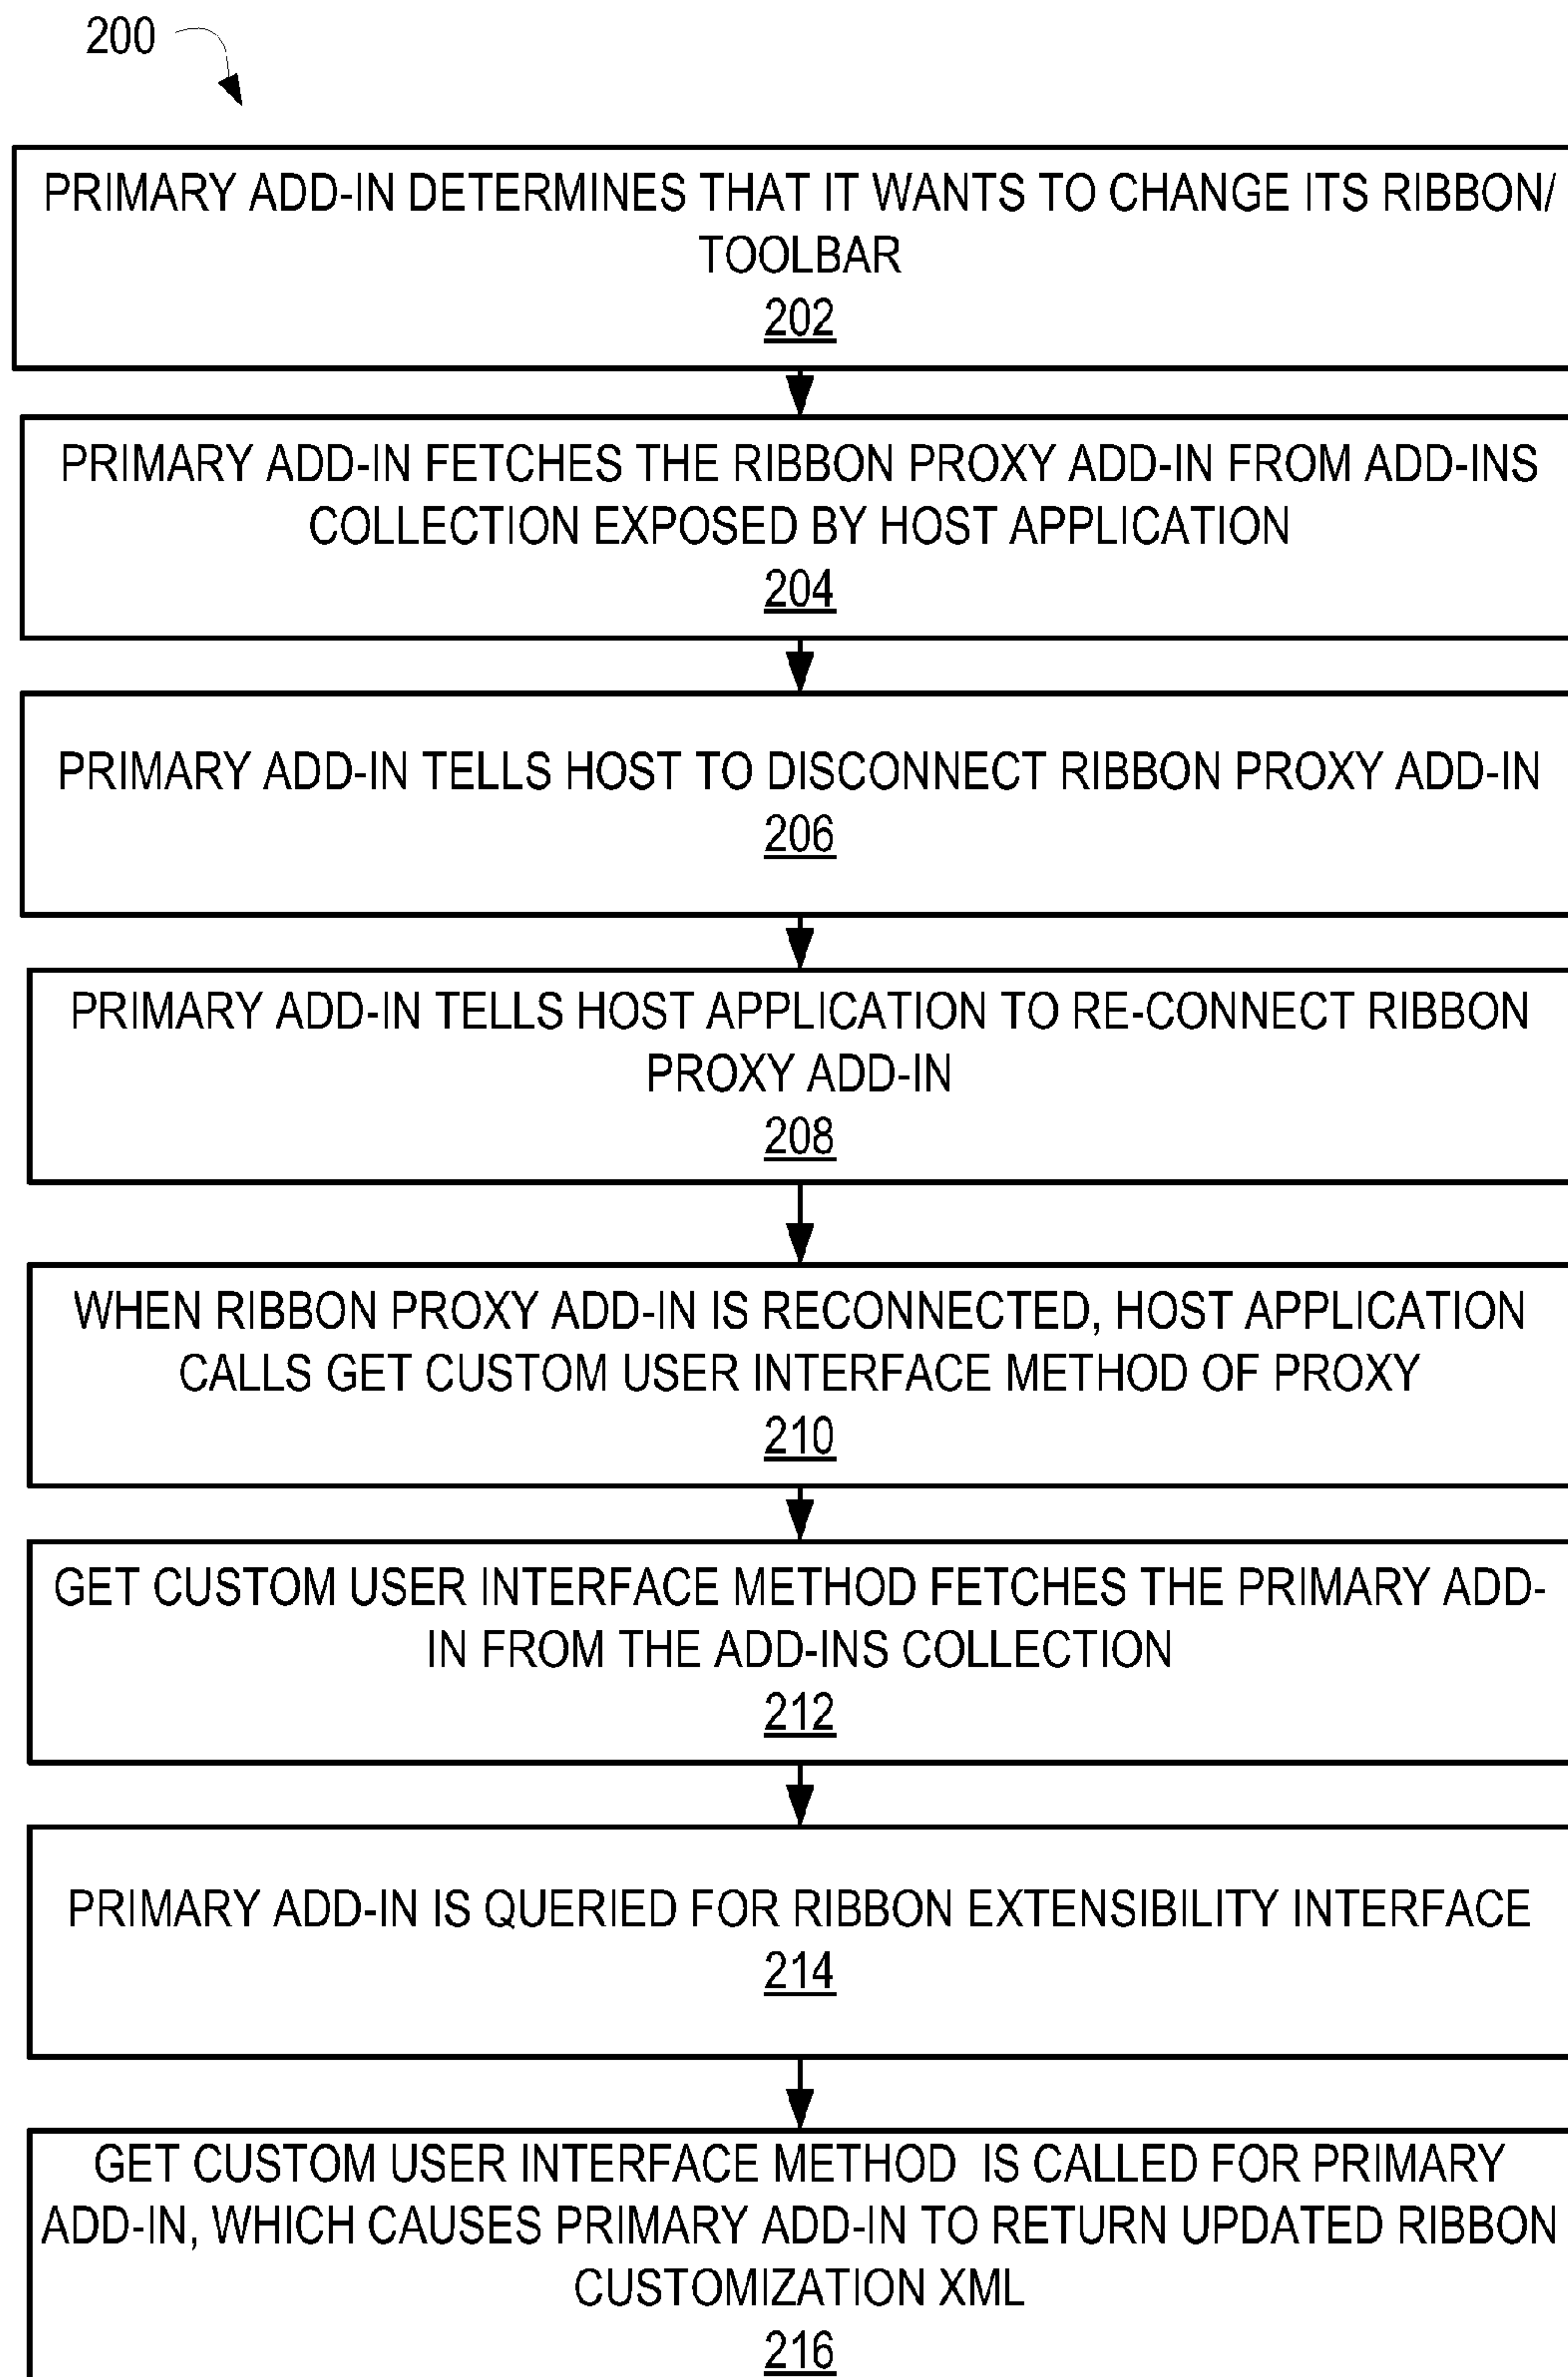 200
PRIMARY ADD-IN DETERMINES THAT IT WANTS TO CHANGE ITS RIBBON/
TOOLBAR
202
PRIMARY ADD-IN FETCHES THE RIBBON PROXY ADD-IN FROM ADD-INS
COLLECTION EXPOSED BY HOST APPLICATION
204
PRIMARY ADD-IN TELLS HOST TO DISCONNECT RIBBON PROXY ADD-IN
206
PRIMARY ADD-IN TELLS HOST APPLICATION TO RE-CONNECT RIBBON
PROXY ADD-IN
208
WHEN RIBBON PROXY ADD-IN IS RECONNECTED, HOST APPLICATION
CALLS GET CUSTOM USER INTERFACE METHOD OF PROXY
210
GET CUSTOM USER INTERFACE METHOD FETCHES THE PRIMARY ADD-
IN FROM THE ADD-INS COLLECTION
212
PRIMARY ADD-IN IS QUERIED FOR RIBBON EXTENSIBILITY INTERFACE
214
GET CUSTOM USER INTERFACE METHOD IS CALLED FOR PRIMARY
ADD-IN, WHICH CAUSES PRIMARY ADD-IN TO RETURN UPDATED RIBBON
CUSTOMIZATION XML
216